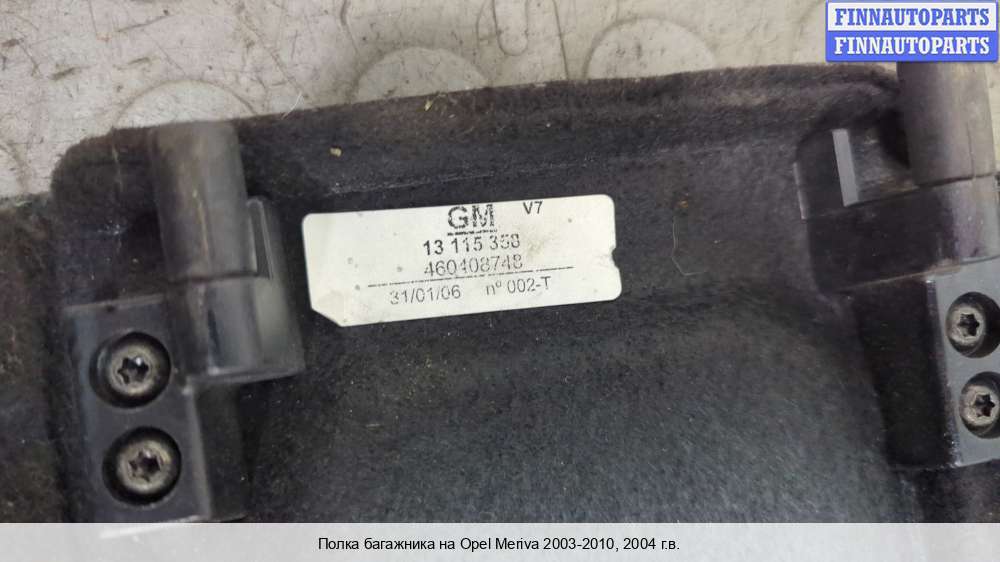 FINNAUTOPARTS
FINNAUTOPARTS
GM V7
13 115 358
460408748
31/01/06 nº 002-T
Полка багажника на Opel Meriva 2003-2010, 2004 г.в.